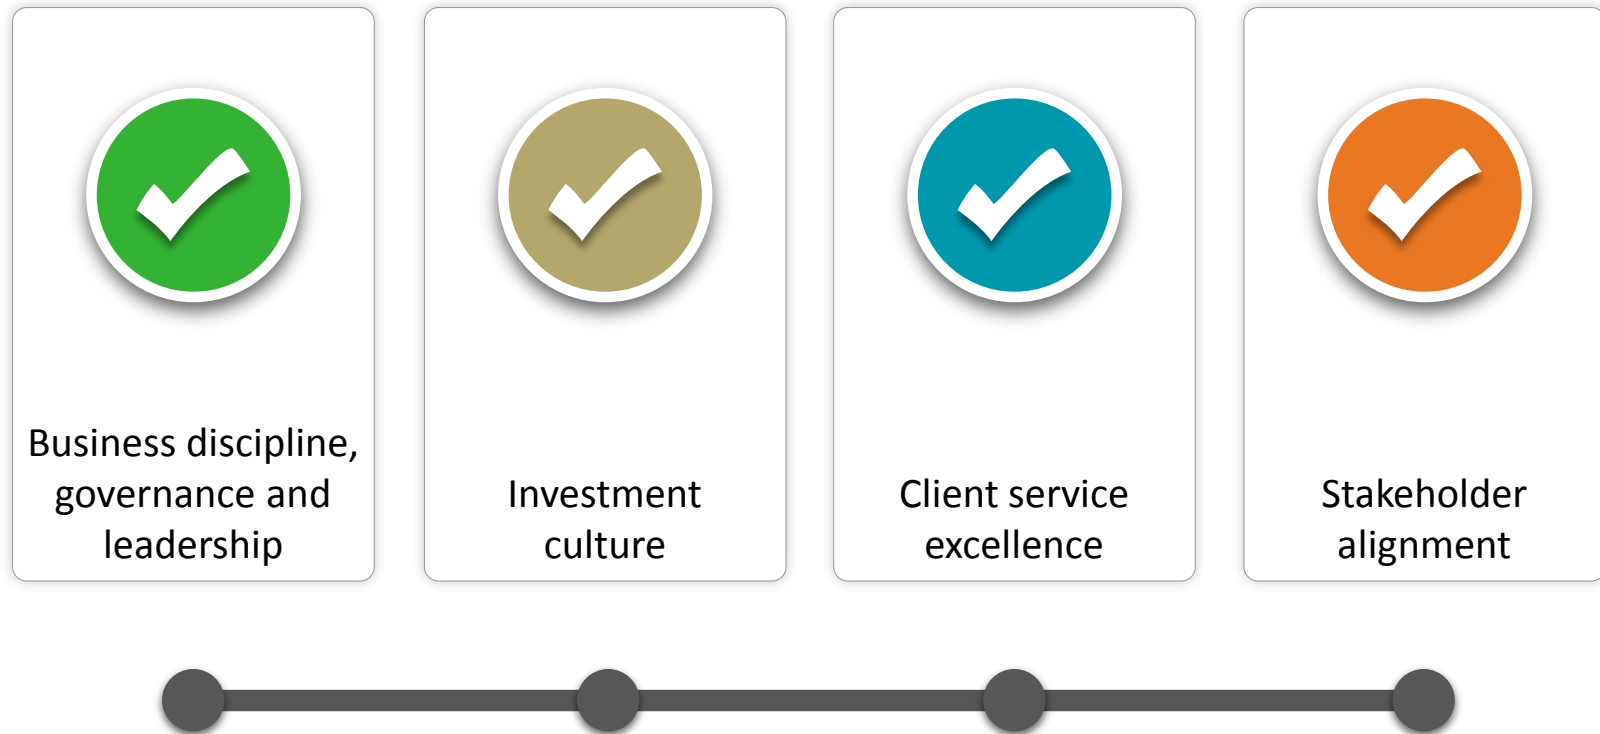 Business discipline,
governance and
leadership
Investment
culture
Client service
excellence
Stakeholder
alignment